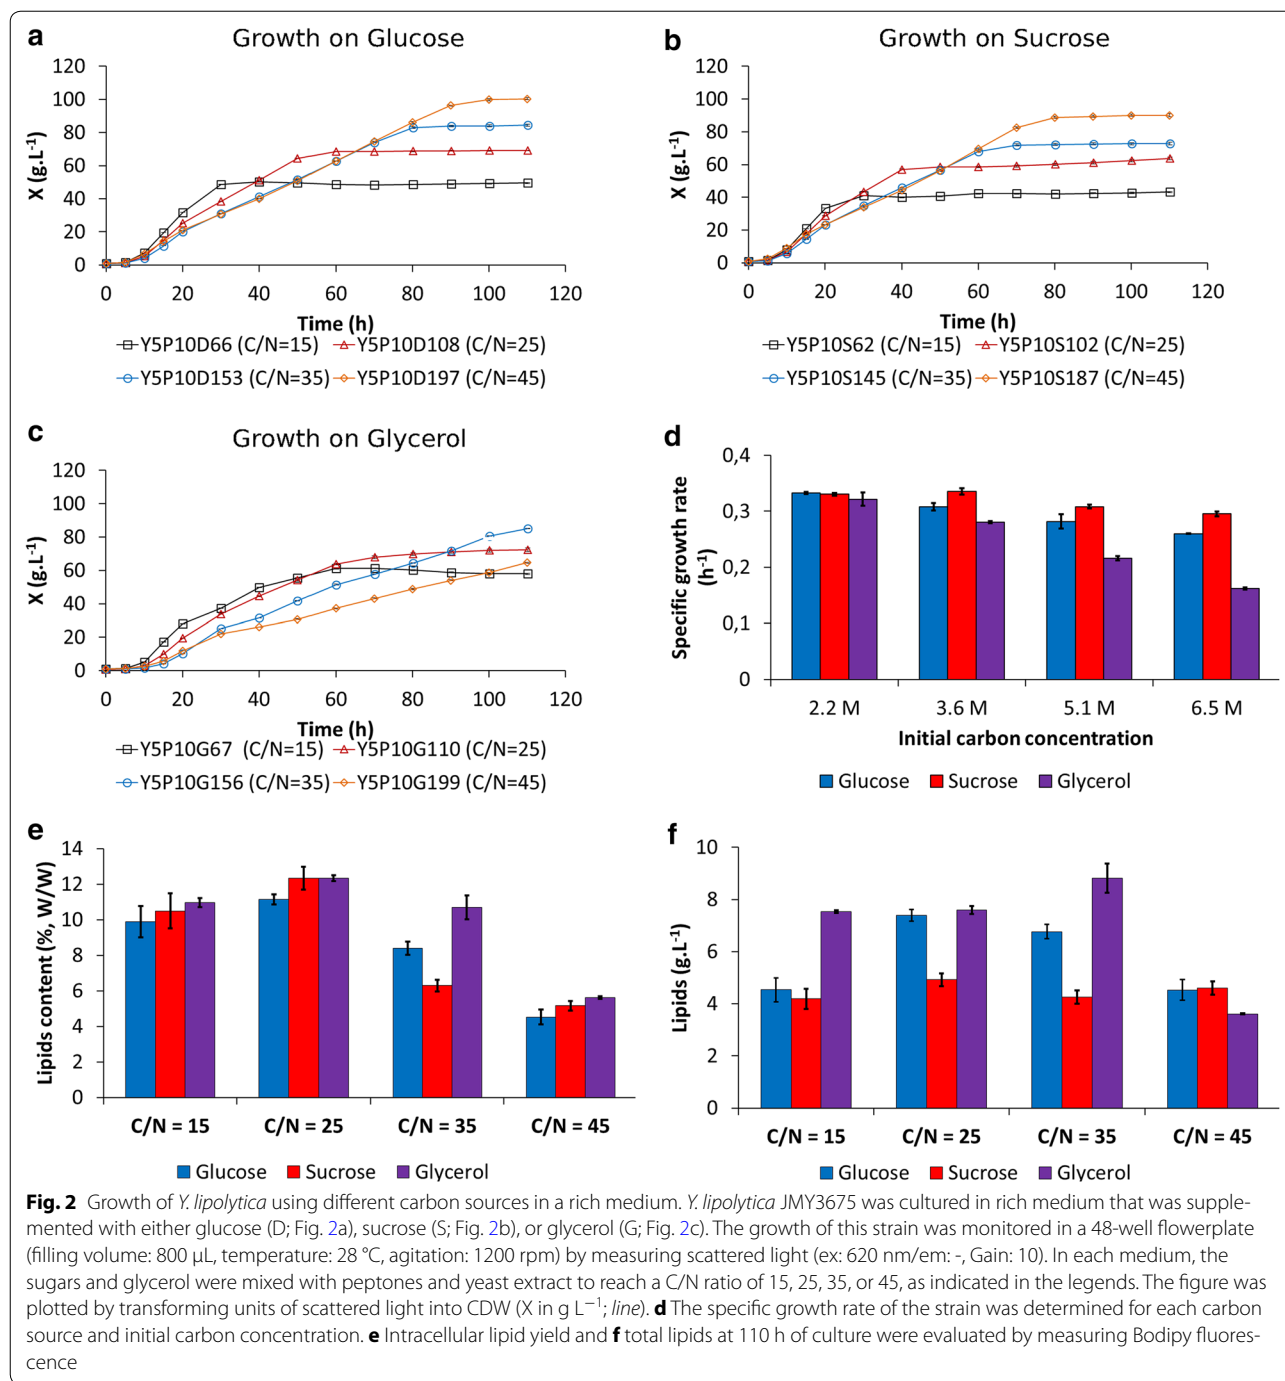 a
Growth on Glucose
X (g.L-1)
120
100
80
60
40
20
0
0 20 40 60 80 100 120
Time (h)
Y5P10D66 (C/N=15) Y5P10D108 (C/N=25)
Y5P10D153 (C/N=35) Y5P10D197 (C/N=45)
b
Growth on Sucrose
X (g.L-1)
120
100
80
60
40
20
0
0 20 40 60 80 100 120
Time (h)
Y5P10S62 (C/N=15) Y5P10S102 (C/N=25)
Y5P10S145 (C/N=35) Y5P10S187 (C/N=45)
c
Growth on Glycerol
X (g.L-1)
120
100
80
60
40
20
0
0 20 40 60 80 100 120
Time (h)
Y5P10G67 (C/N=15) Y5P10G110 (C/N=25)
Y5P10G156 (C/N=35) Y5P10G199 (C/N=45)
d
Specific growth rate
(h-1)
0,4
0,3
0,2
0,1
0
2.2 M 3.6 M 5.1 M 6.5 M
Initial carbon concentration
Glucose Sucrose Glycerol
e
Lipids content (%, W/W)
14
12
10
8
6
4
2
0
C/N = 15 C/N = 25 C/N = 35 C/N = 45
Glucose Sucrose Glycerol
f
Lipids (g.L-1)
10
8
6
4
2
0
C/N = 15 C/N = 25 C/N = 35 C/N = 45
Glucose Sucrose Glycerol
Fig. 2 Growth of Y. lipolytica using different carbon sources in a rich medium. Y. lipolytica JMY3675 was cultured in rich medium that was supple-
mented with either glucose (D; Fig. 2a), sucrose (S; Fig. 2b), or glycerol (G; Fig. 2c). The growth of this strain was monitored in a 48-well flowerplate
(filling volume: 800 µL, temperature: 28 °C, agitation: 1200 rpm) by measuring scattered light (ex: 620 nm/em: -, Gain: 10). In each medium, the
sugars and glycerol were mixed with peptones and yeast extract to reach a C/N ratio of 15, 25, 35, or 45, as indicated in the legends. The figure was
plotted by transforming units of scattered light into CDW (X in g L−1; line). d The specific growth rate of the strain was determined for each carbon
source and initial carbon concentration. e Intracellular lipid yield and f total lipids at 110 h of culture were evaluated by measuring Bodipy fluores-
cence